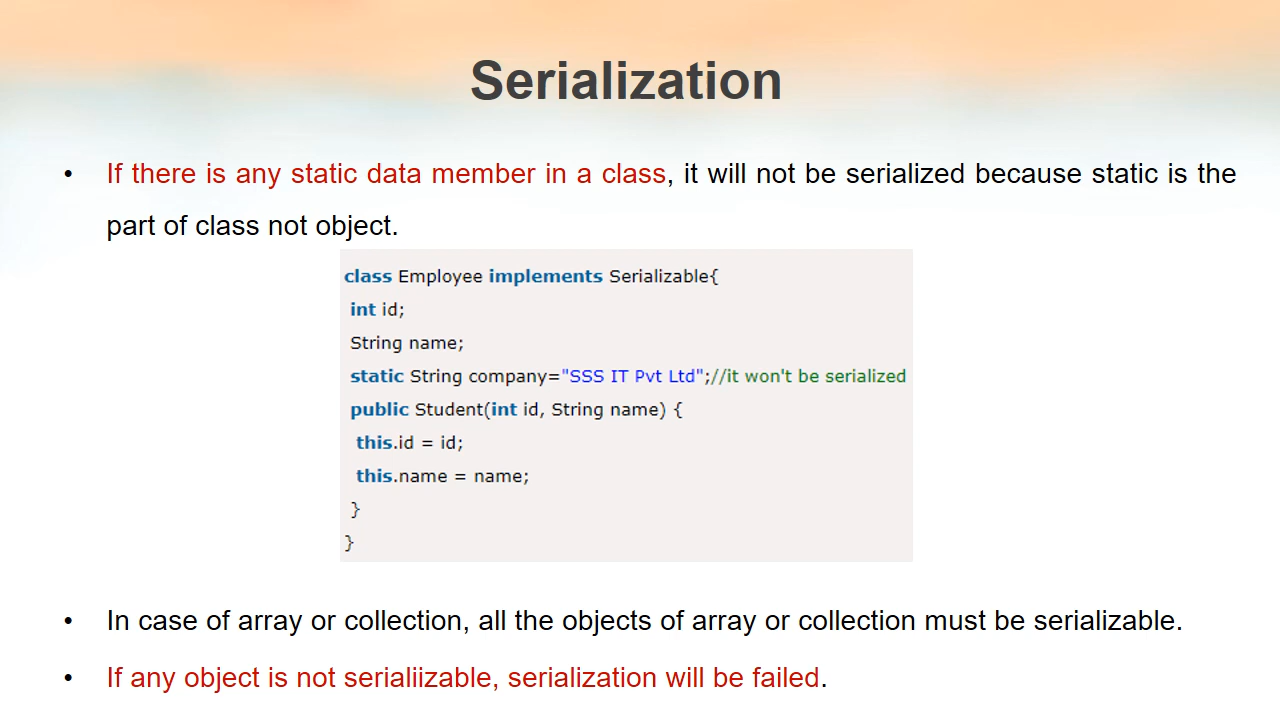 Serialization
• If there is any static data member in a class, it will not be serialized because static is the
part of class not object.
class Employee implements Serializable{
int id;
String name;
static String company="SSS IT Pvt Ltd";//it won't be serialized
public Student(int id, String name) {
this.id = id;
this.name = name;
}
}
• In case of array or collection, all the objects of array or collection must be serializable.
• If any object is not serialiizable, serialization will be failed.